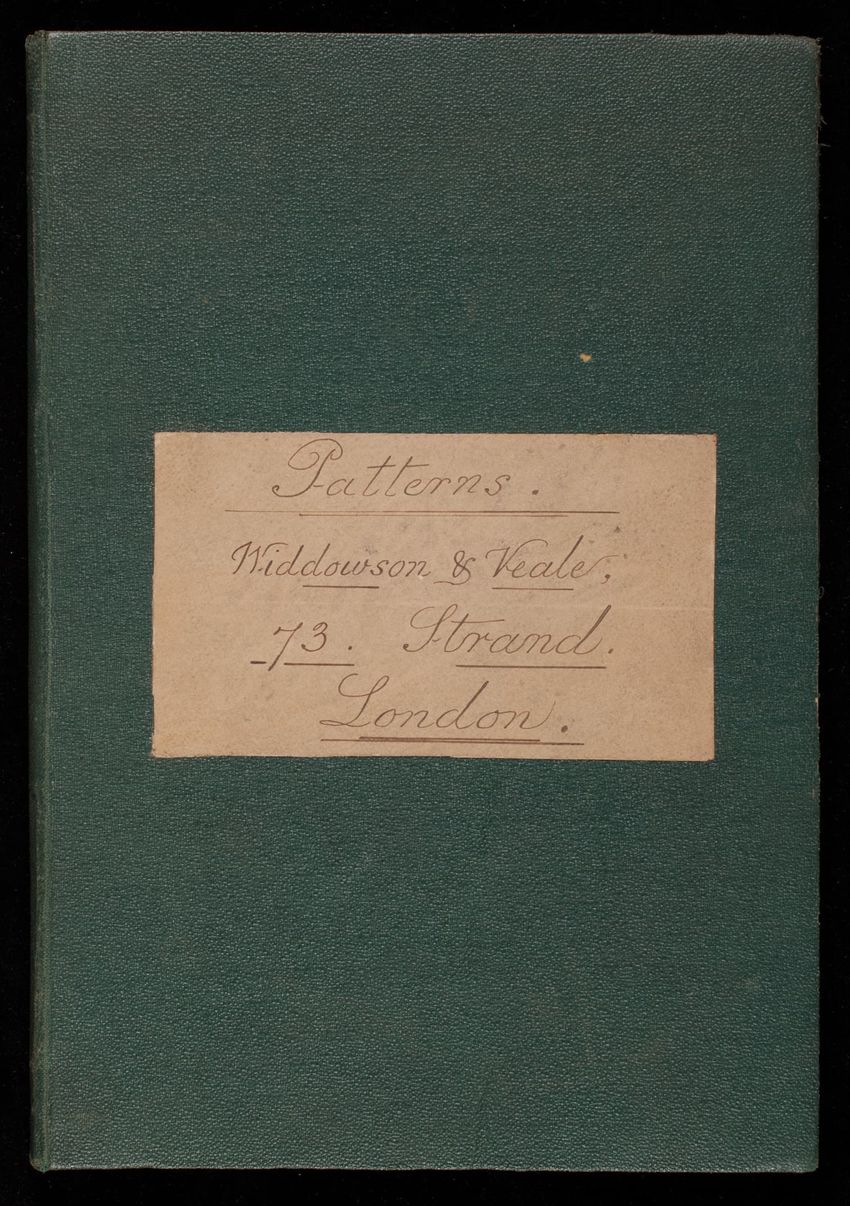 Patterns.
Widdowson & Veale,
73. Strand.
London.